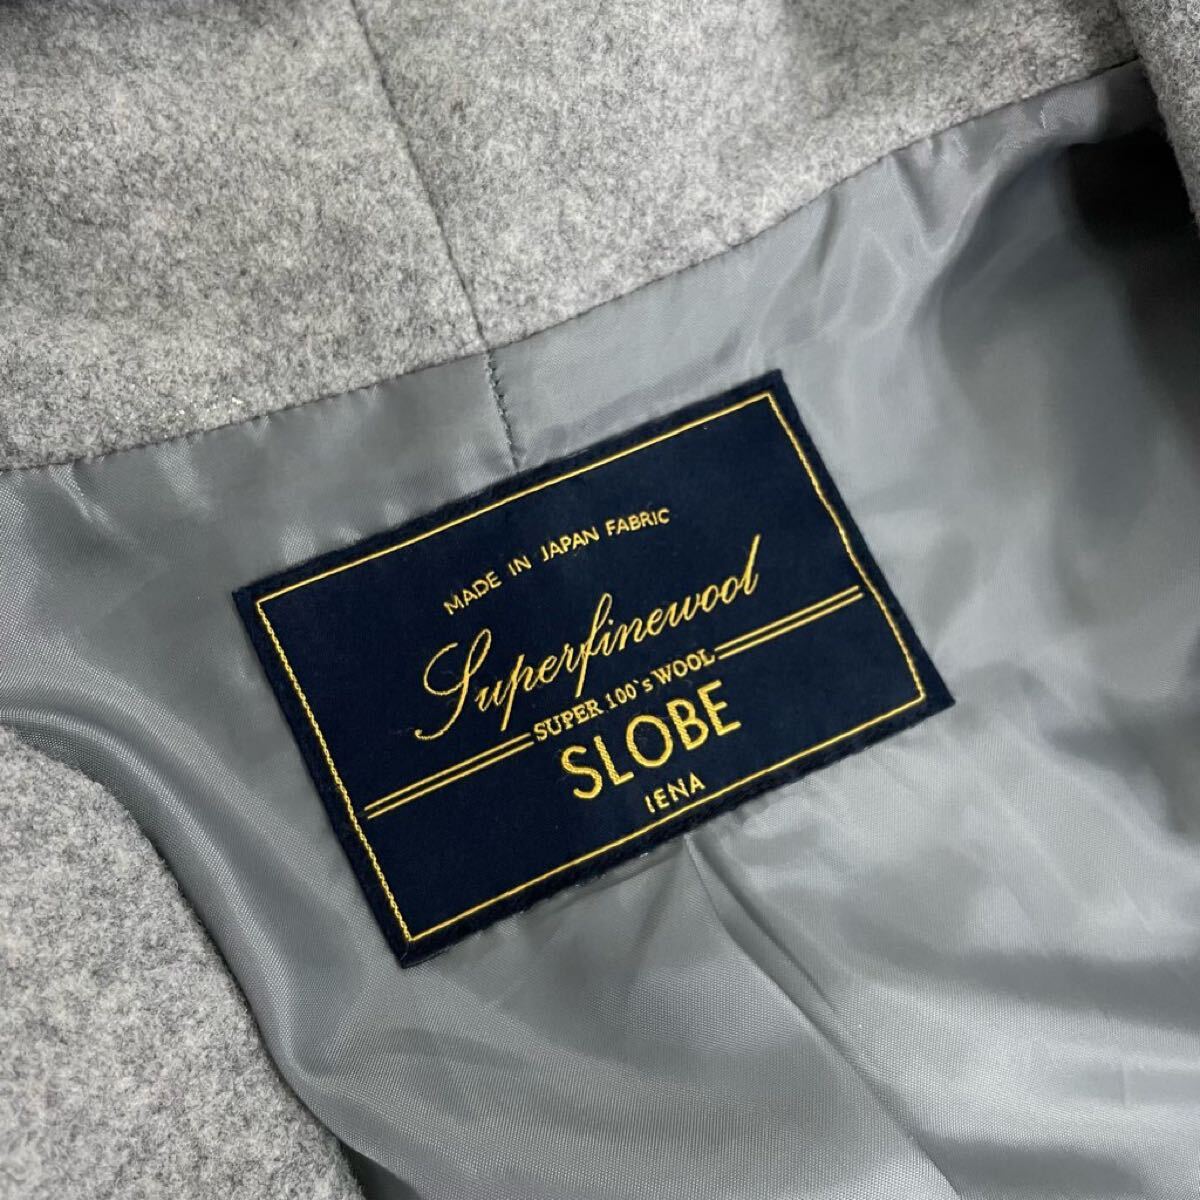 MADE IN JAPAN FABRIC
Superfinewool
SUPER 100`s WOOL
SLOBE
IENA